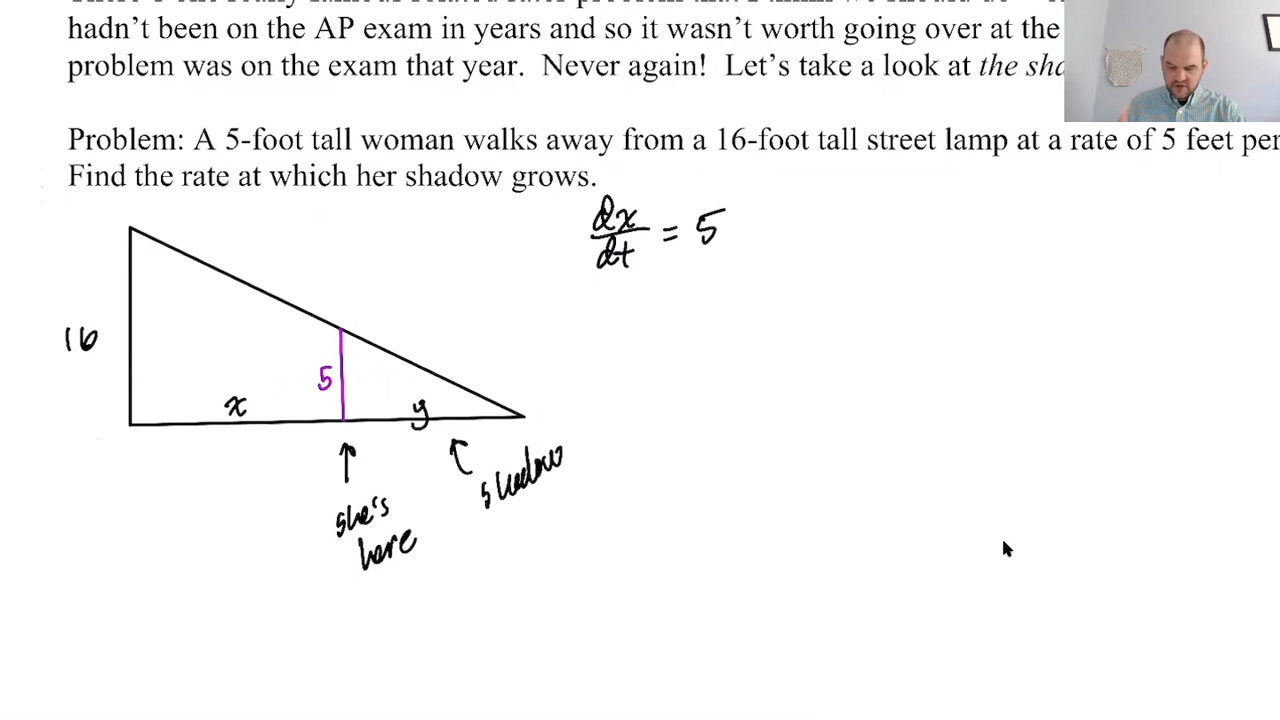 hadn't been on the AP exam in years and so it wasn't worth going over at the
problem was on the exam that year.  Never again!  Let's take a look at the sha
Problem: A 5-foot tall woman walks away from a 16-foot tall street lamp at a rate of 5 feet per
Find the rate at which her shadow grows.
dx/dt = 5
16
5
x
y
she's
here
shadow